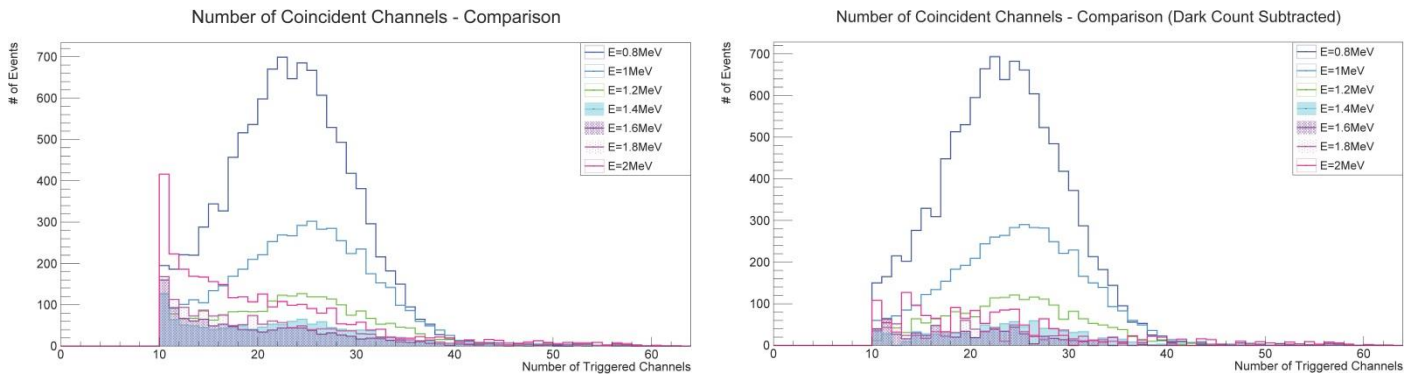 Number of Coincident Channels - Comparison
# of Events
700
600
500
400
300
200
100
0
0
10
20
30
40
50
60
Number of Triggered Channels
E=0.8MeV
E=1MeV
E=1.2MeV
E=1.4MeV
E=1.6MeV
E=1.8MeV
E=2MeV
Number of Coincident Channels - Comparison (Dark Count Subtracted)
# of Events
700
600
500
400
300
200
100
0
0
10
20
30
40
50
60
Number of Triggered Channels
E=0.8MeV
E=1MeV
E=1.2MeV
E=1.4MeV
E=1.6MeV
E=1.8MeV
E=2MeV